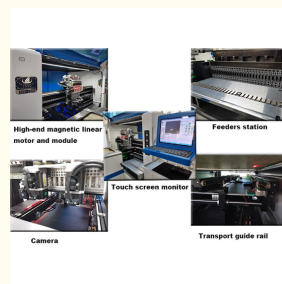 High-end magnetic linear
motor and module
Feeders station
Touch screen monitor
Camera
Transport guide rail